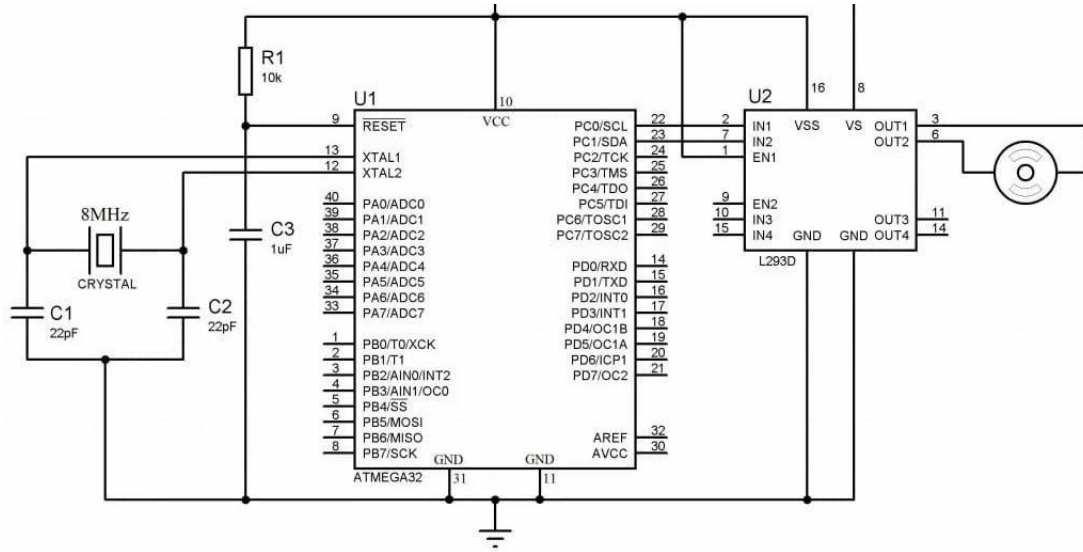 R1
10k
U1
9
RESET
13
XTAL1
12
XTAL2
40
PA0/ADC0
39
PA1/ADC1
38
PA2/ADC2
37
PA3/ADC3
36
PA4/ADC4
35
PA5/ADC5
34
PA6/ADC6
33
PA7/ADC7
1
PB0/T0/XCK
2
PB1/T1
3
PB2/AIN0/INT2
4
PB3/AIN1/OC0
5
PB4/SS
6
PB5/MOSI
7
PB6/MISO
8
PB7/SCK
10
VCC
PC0/SCL
22
PC1/SDA
23
PC2/TCK
24
PC3/TMS
25
PC4/TDO
26
PC5/TDI
27
PC6/TOSC1
28
PC7/TOSC2
29
PD0/RXD
14
PD1/TXD
15
PD2/INT0
16
PD3/INT1
17
PD4/OC1B
18
PD5/OC1A
19
PD6/ICP1
20
PD7/OC2
21
AREF
32
AVCC
30
GND
31
GND
11
ATMEGA32
8MHz
CRYSTAL
C1
22pF
C2
22pF
C3
1uF
U2
16
VSS
8
VS
2
IN1
7
IN2
1
EN1
9
EN2
10
IN3
15
IN4
OUT1
3
OUT2
6
OUT3
11
OUT4
14
GND
GND
L293D